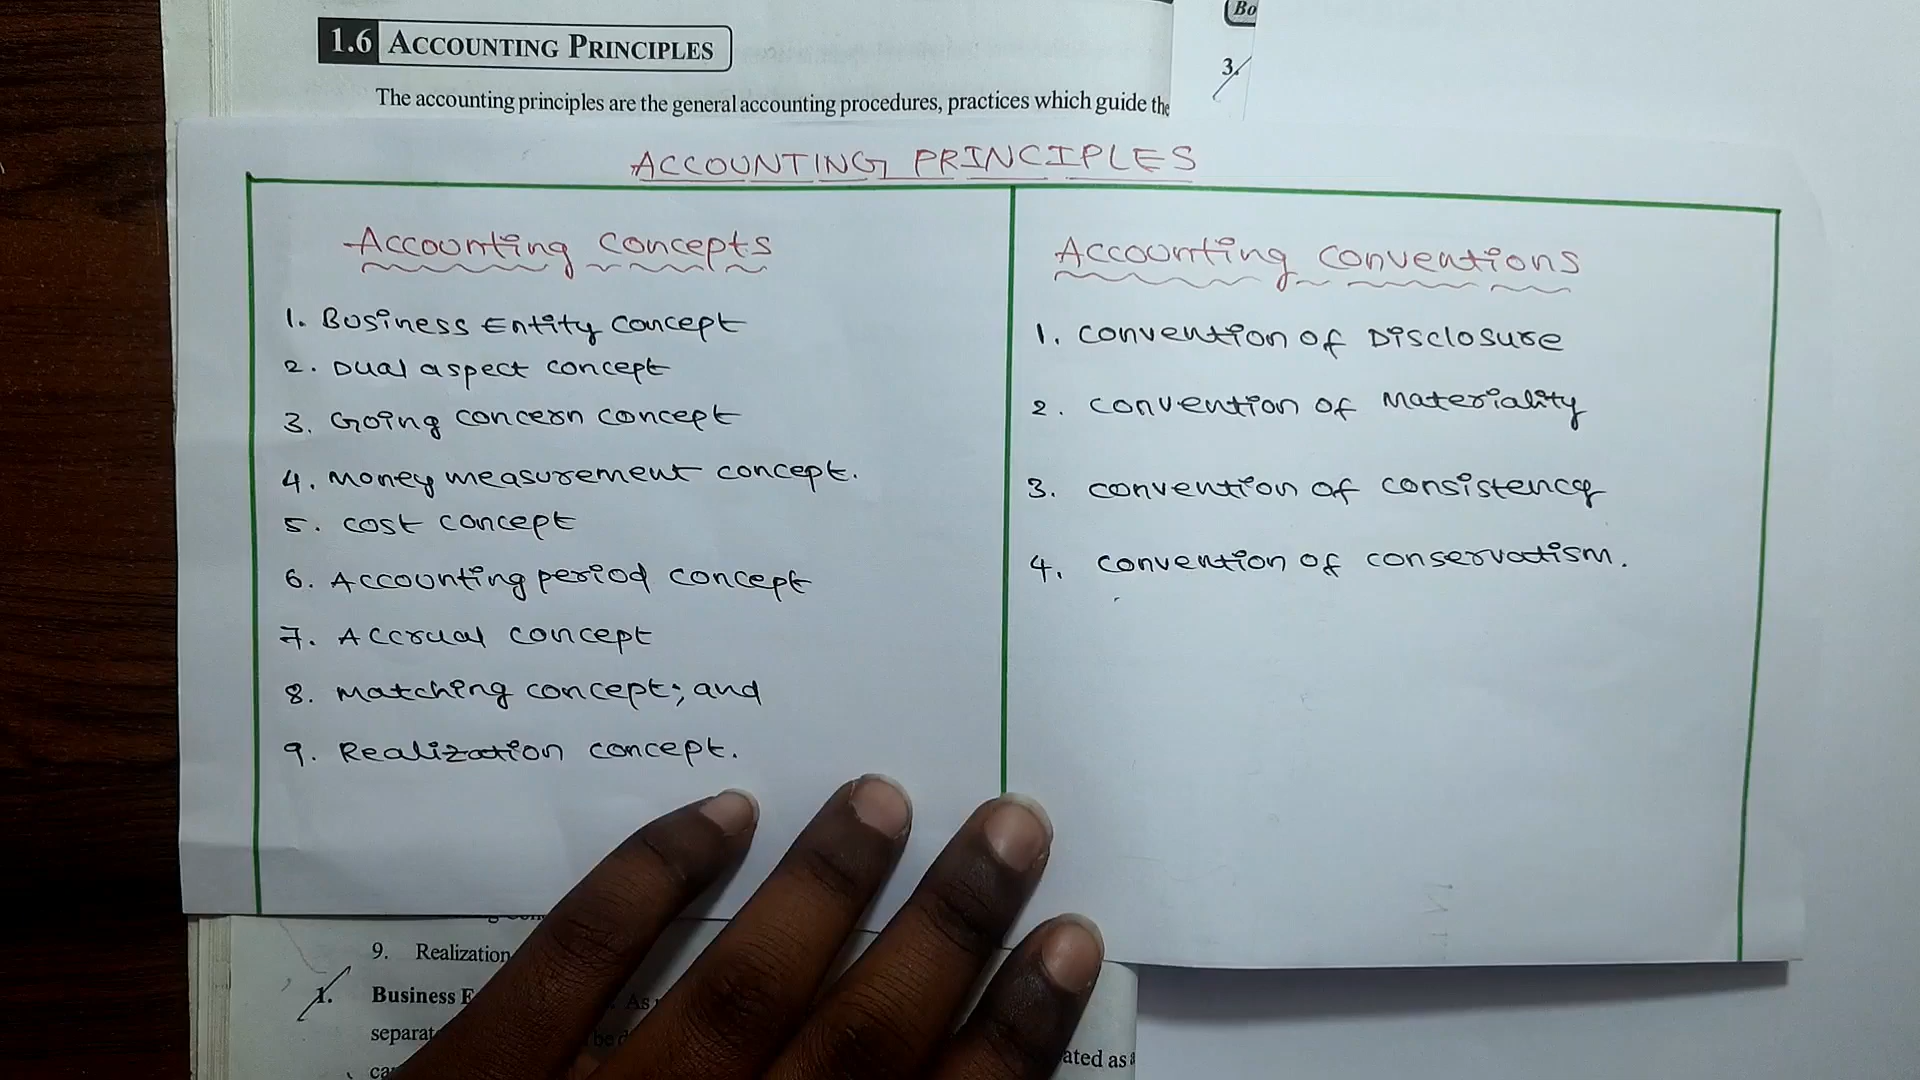 Bo
3.
1.6 ACCOUNTING PRINCIPLES
The accounting principles are the general accounting procedures, practices which guide the
ACCOUNTING PRINCIPLES
Accounting concepts
1. Business Entity concept
2. Dual aspect concept
3. Going concern concept
4. Money measurement concept.
5. cost concept
6. Accounting period concept
7. Accrual concept
8. Matching concept; and
9. Realization concept.
Accounting conventions
1. convention of Disclosure
2. convention of Materiality
3. convention of consistency
4. convention of conservatism.
9. Realization
1. Business E As
separat be d
ca ated as a